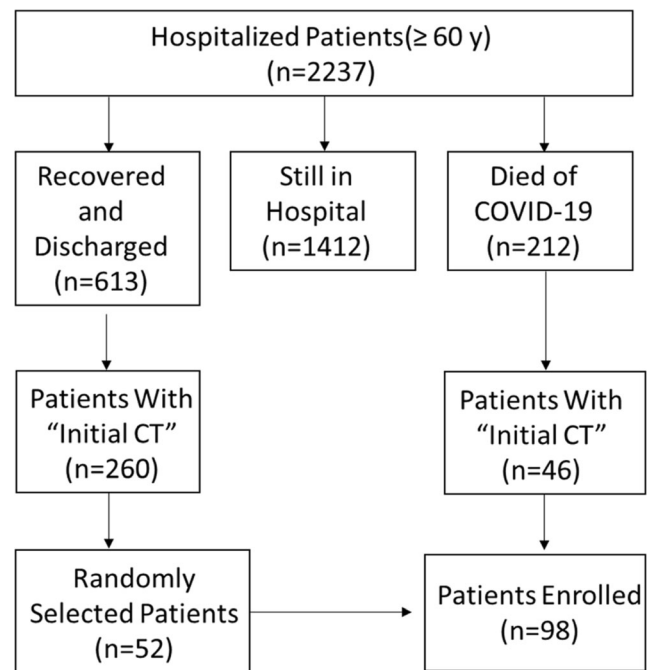 Hospitalized Patients(≥ 60 y)
(n=2237)
Recovered
and
Discharged
(n=613)
Still in
Hospital
(n=1412)
Died of
COVID-19
(n=212)
Patients With
“Initial CT”
(n=260)
Patients With
“Initial CT”
(n=46)
Randomly
Selected Patients
(n=52)
Patients Enrolled
(n=98)